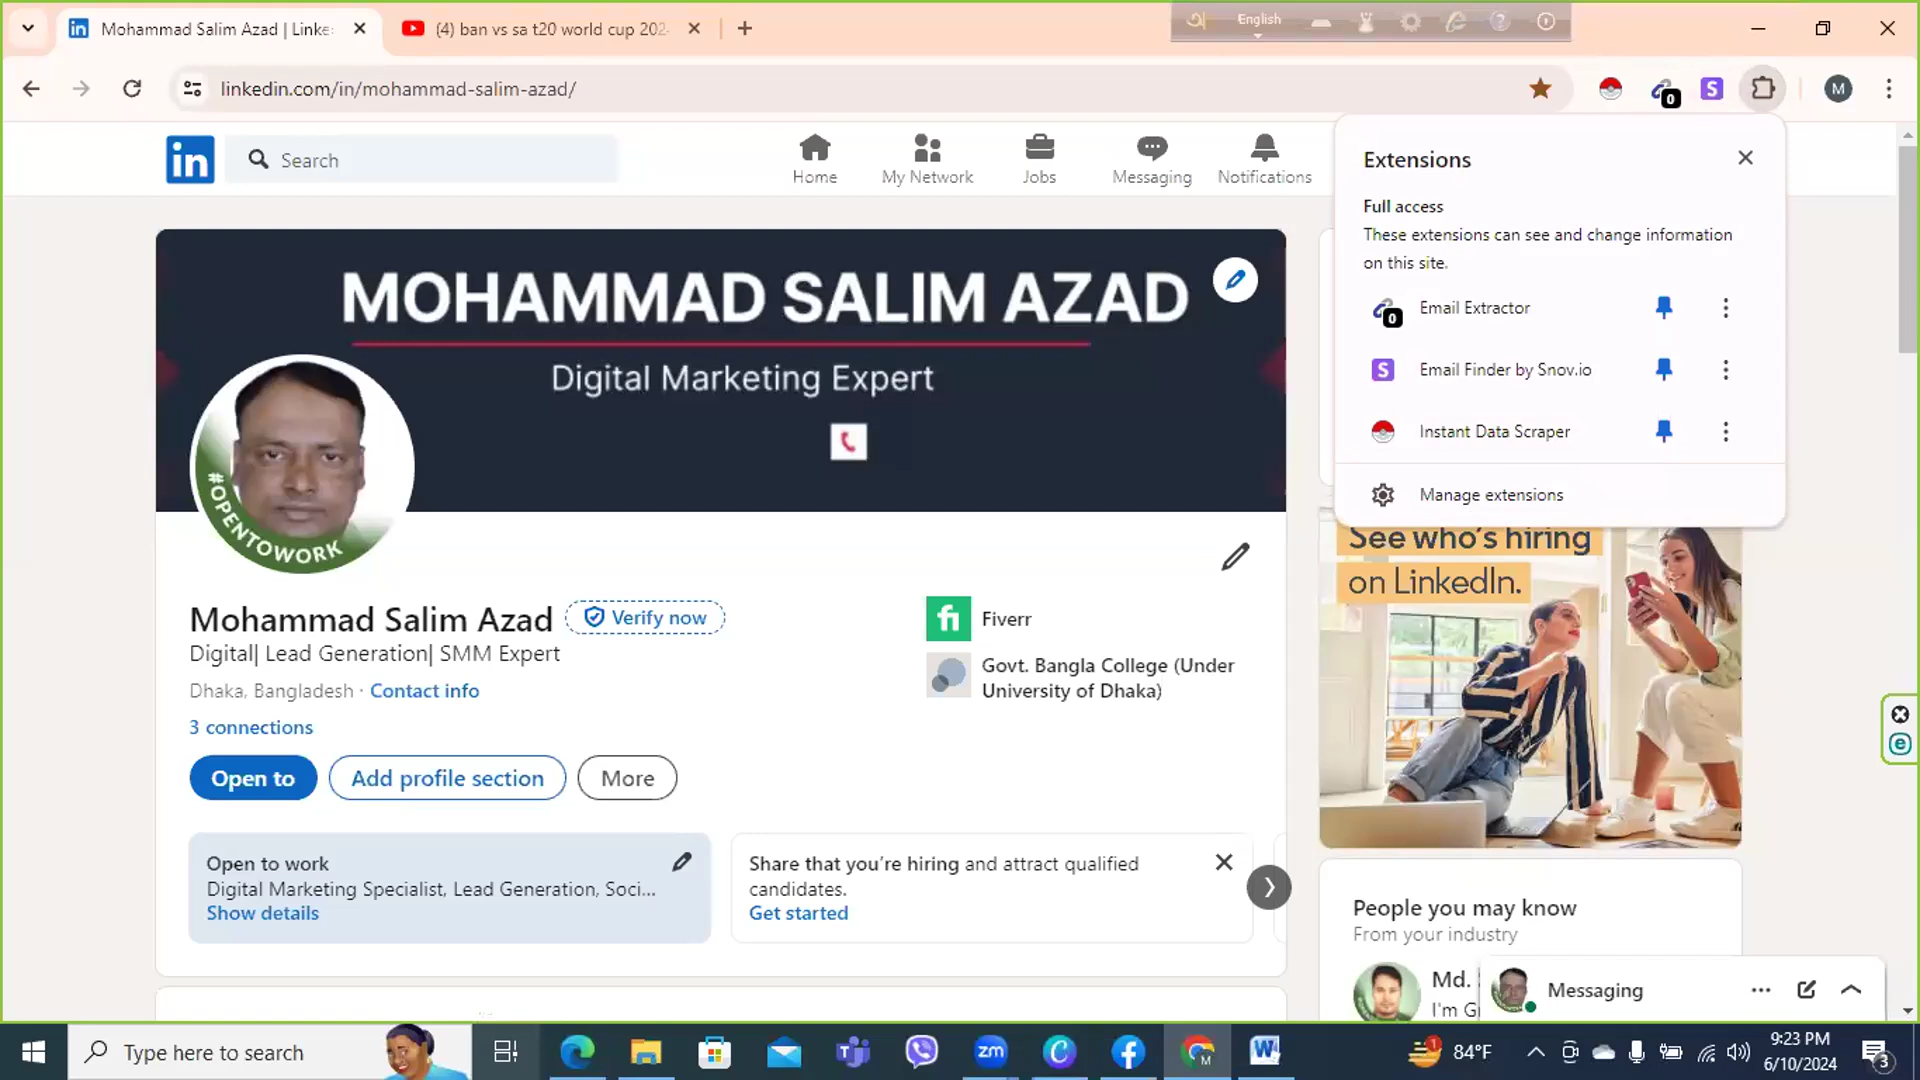 Mohammad Salim Azad | Linke
(4) ban vs sa t20 world cup 202
English
linkedin.com/in/mohammad-salim-azad/
0
S
M
in
Search
Home
My Network
Jobs
Messaging
Notifications
Extensions
Full access
These extensions can see and change information
on this site.
0
Email Extractor
S
Email Finder by Snov.io
Instant Data Scraper
Manage extensions
MOHAMMAD SALIM AZAD
Digital Marketing Expert
#OPENTOWORK
See who's hiring
on LinkedIn.
Mohammad Salim Azad
Verify now
Digital| Lead Generation| SMM Expert
Dhaka, Bangladesh · Contact info
3 connections
fi
Fiverr
Govt. Bangla College (Under
University of Dhaka)
Open to
Add profile section
More
Open to work
Digital Marketing Specialist, Lead Generation, Soci...
Show details
Share that you're hiring and attract qualified
candidates.
Get started
People you may know
From your industry
Md.
I'm G
Messaging
Type here to search
zm
84°F
9:23 PM
6/10/2024
3